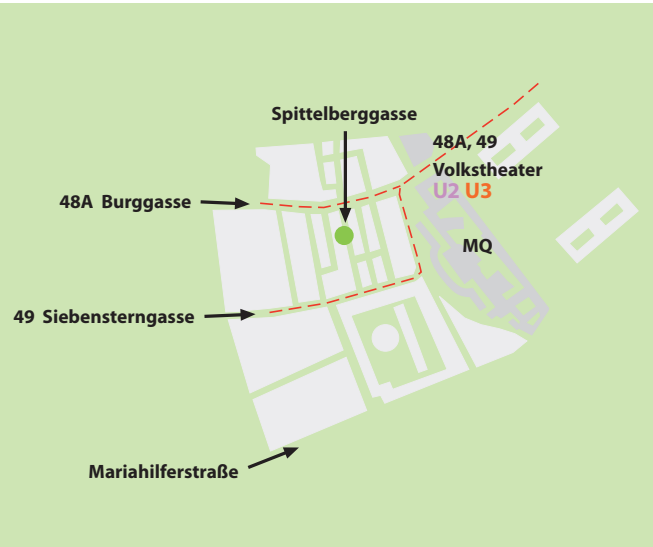 Spittelberggasse
48A, 49
Volkstheater
U2 U3
48A Burggasse
MQ
49 Siebensterngasse
Mariahilferstraße